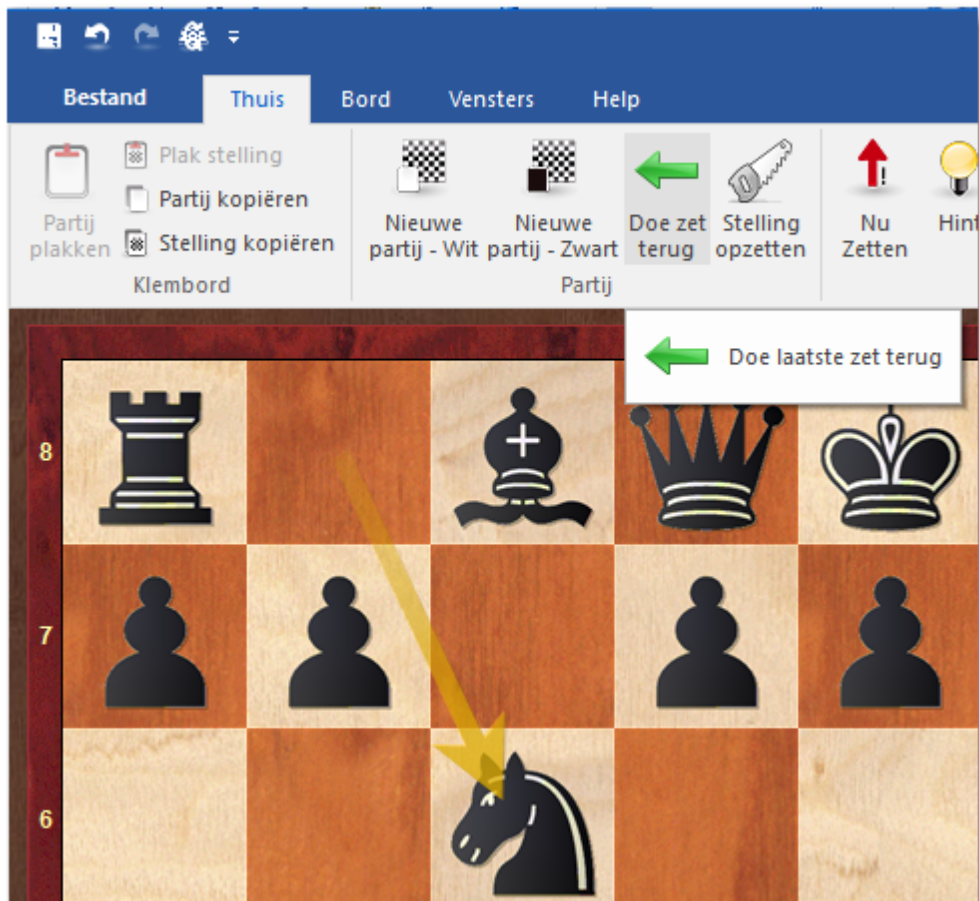 Bestand Thuis Bord Vensters Help
Plak stelling
Partij kopiëren
Stelling kopiëren
Partij
plakken
Klembord
Nieuwe
partij - Wit
Nieuwe
partij - Zwart
Doe zet
terug
Stelling
opzetten
Partij
Nu
Zetten
Hint
Doe laatste zet terug
8
7
6